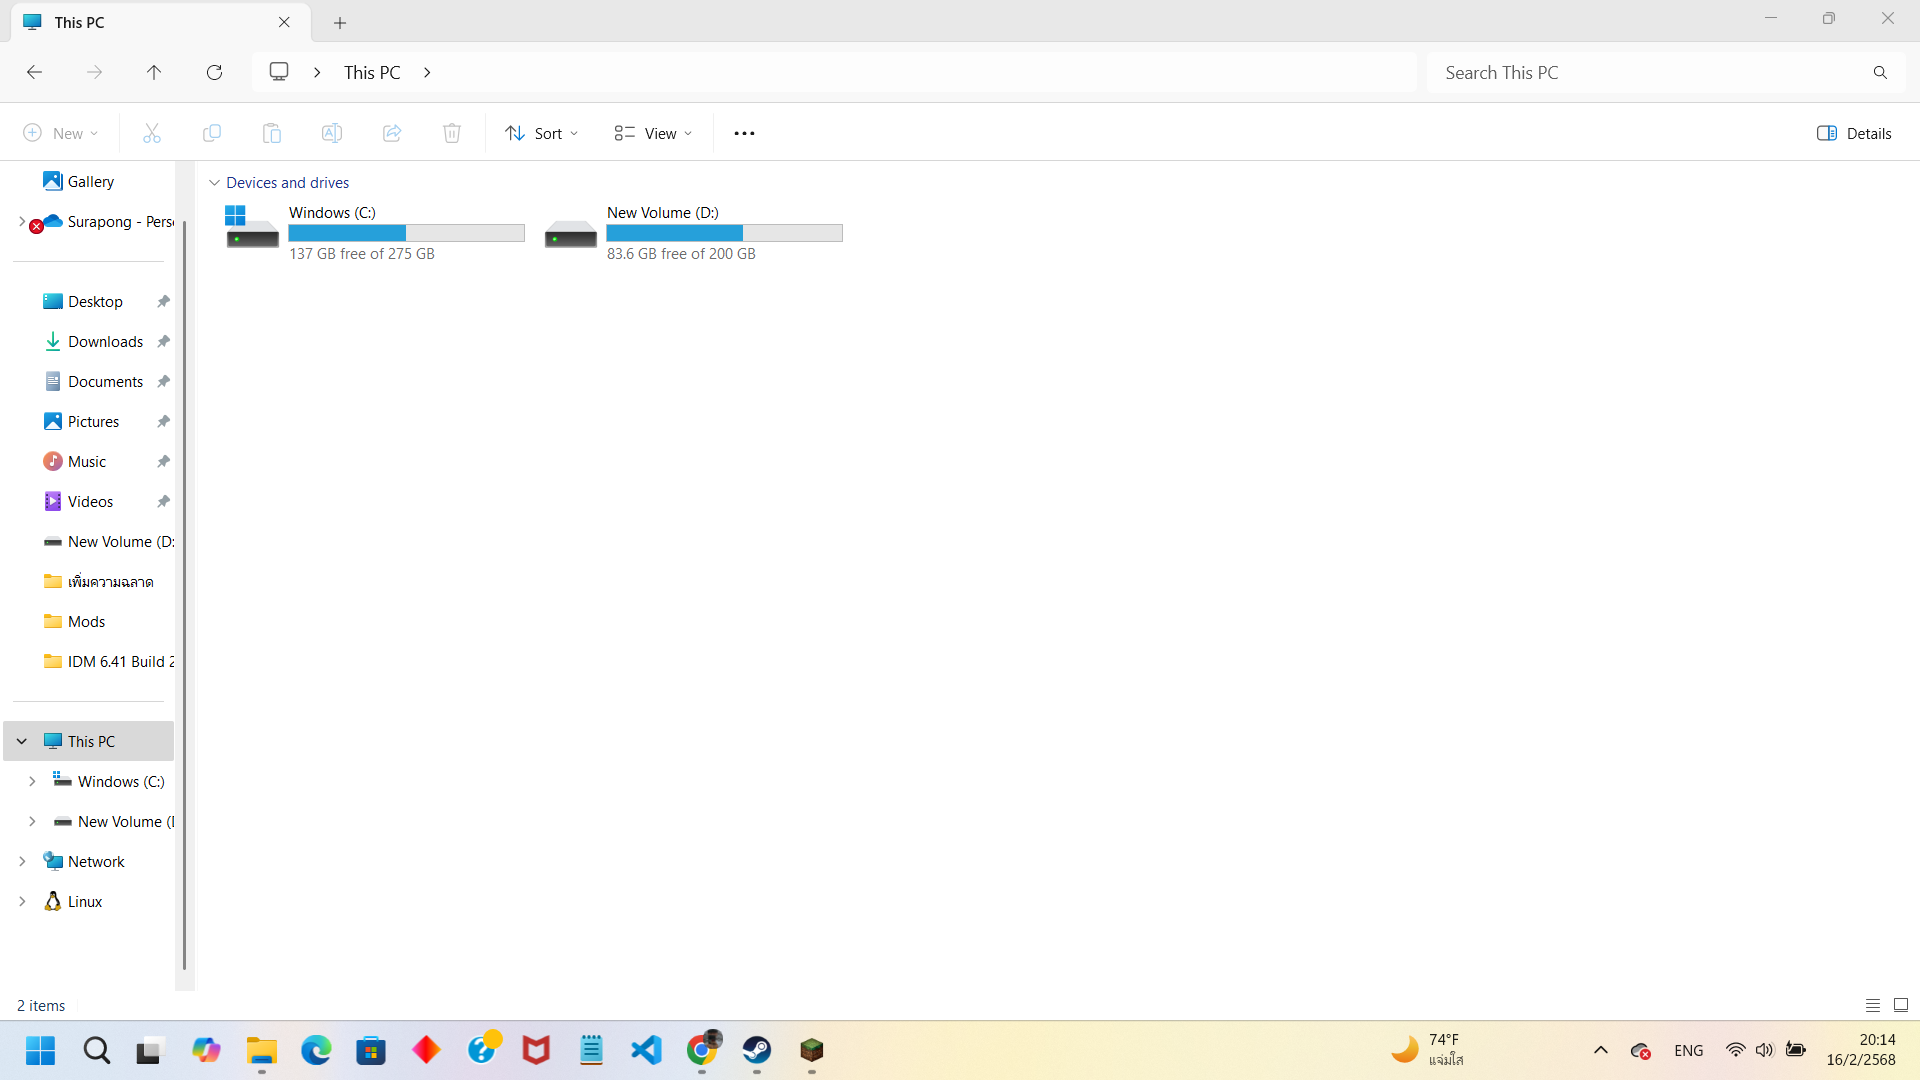 This PC
This PC
Search This PC
New
Sort
View
Details
Gallery
Surapong - Pers
Desktop
Downloads
Documents
Pictures
Music
Videos
New Volume (D:
เพิ่มความฉลาด
Mods
IDM 6.41 Build 2
This PC
Windows (C:)
New Volume (
Network
Linux
Devices and drives
Windows (C:)
137 GB free of 275 GB
New Volume (D:)
83.6 GB free of 200 GB
2 items
74°F
แจ่มใส
ENG
20:14
16/2/2568